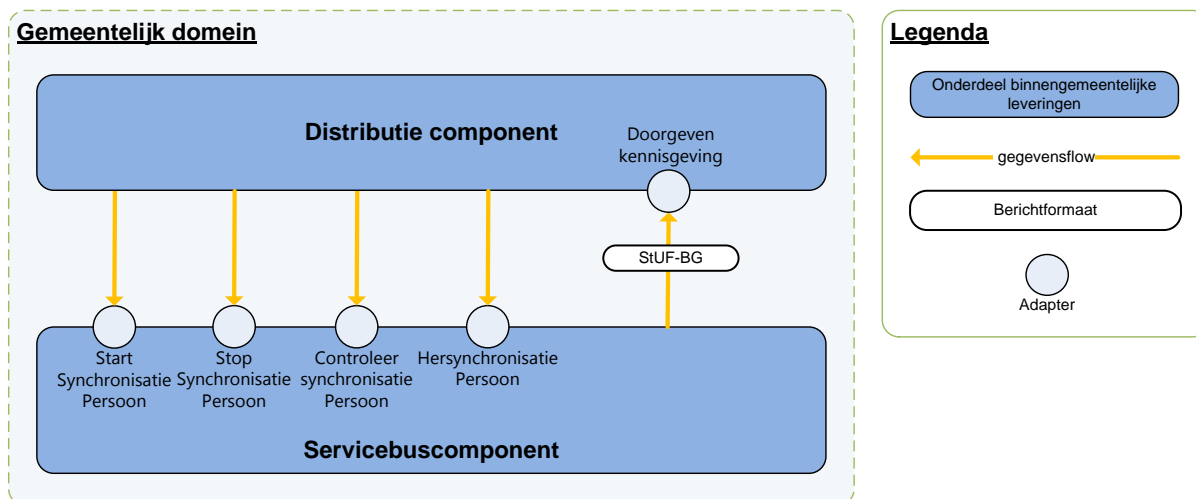 Gemeentelijk domein
Distributie component
Doorgeven
kennisgeving
StUF-BG
Start
Synchronisatie
Persoon
Stop
Synchronisatie
Persoon
Controleer
synchronisatie
Persoon
Hersynchronisatie
Persoon
Servicebuscomponent
Legenda
Onderdeel binnengemeentelijke
leveringen
gegevensflow
Berichtformaat
Adapter